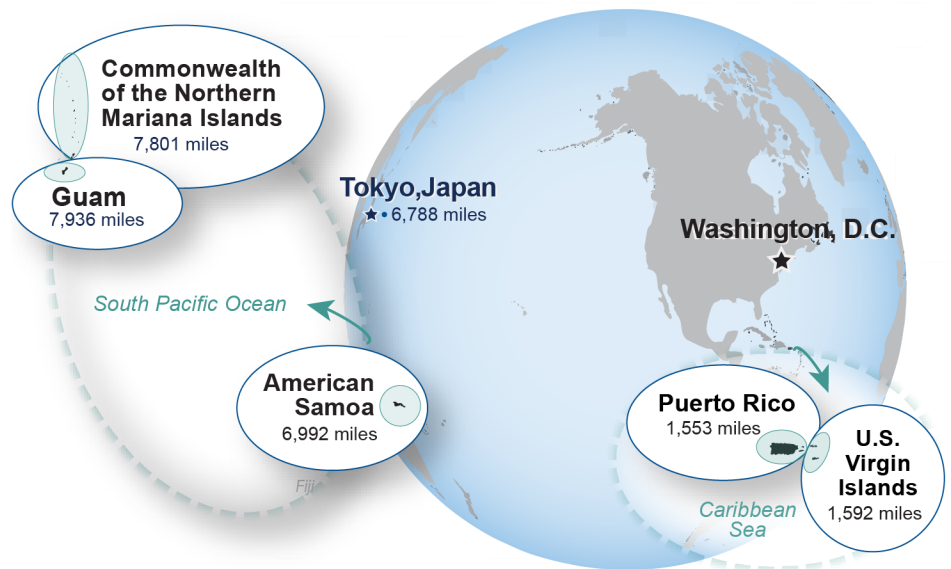 Commonwealth
of the Northern
Mariana Islands
7,801 miles
Guam
7,936 miles
Tokyo,Japan
6,788 miles
Washington, D.C.
South Pacific Ocean
American
Samoa
6,992 miles
Fiji
Puerto Rico
1,553 miles
U.S.
Virgin
Islands
1,592 miles
Caribbean
Sea